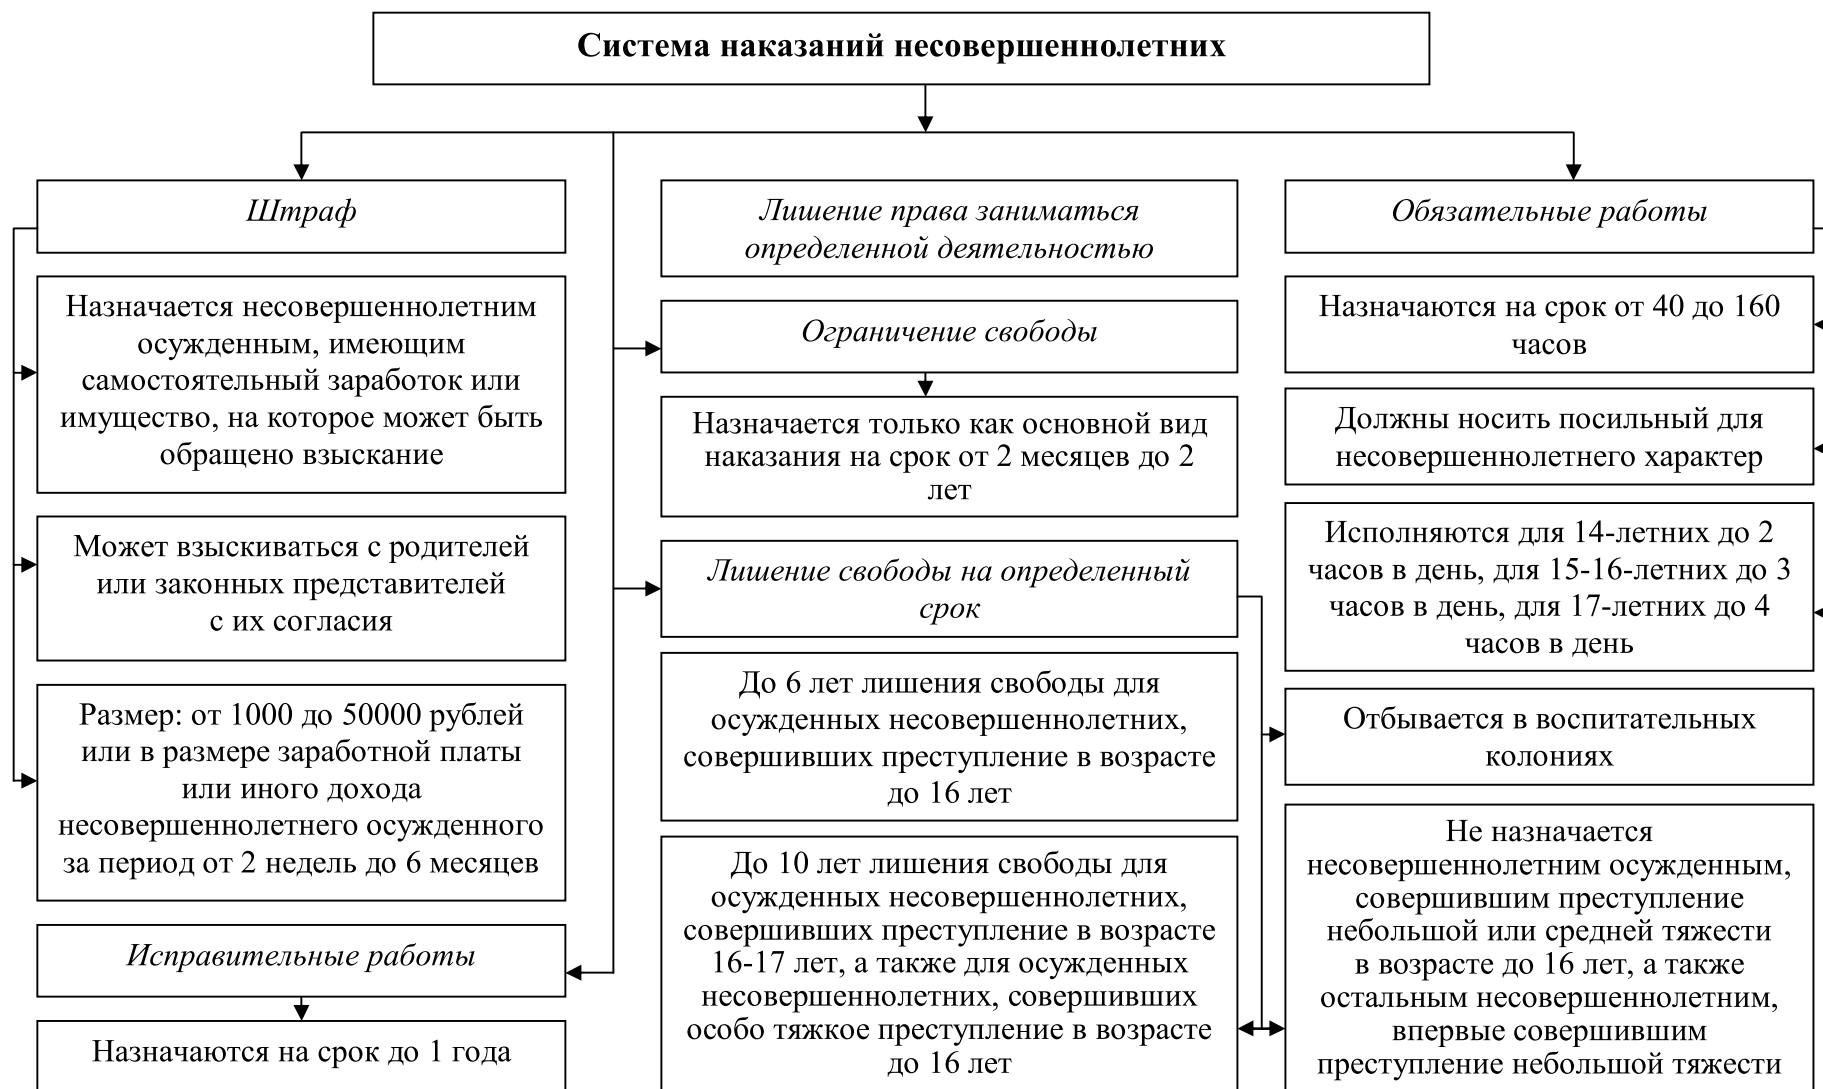 Система наказаний несовершеннолетних
Штраф
Назначается несовершеннолетним
осужденным, имеющим
самостоятельный заработок или
имущество, на которое может быть
обращено взыскание
Может взыскиваться с родителей
или законных представителей
с их согласия
Размер: от 1000 до 50000 рублей
или в размере заработной платы
или иного дохода
несовершеннолетнего осужденного
за период от 2 недель до 6 месяцев
Исправительные работы
Назначаются на срок до 1 года
Лишение права заниматься
определенной деятельностью
Ограничение свободы
Назначается только как основной вид
наказания на срок от 2 месяцев до 2
лет
Лишение свободы на определенный
срок
До 6 лет лишения свободы для
осужденных несовершеннолетних,
совершивших преступление в возрасте
до 16 лет
До 10 лет лишения свободы для
осужденных несовершеннолетних,
совершивших преступление в возрасте
16-17 лет, а также для осужденных
несовершеннолетних, совершивших
особо тяжкое преступление в возрасте
до 16 лет
Обязательные работы
Назначаются на срок от 40 до 160
часов
Должны носить посильный для
несовершеннолетнего характер
Исполняются для 14-летних до 2
часов в день, для 15-16-летних до 3
часов в день, для 17-летних до 4
часов в день
Отбывается в воспитательных
колониях
Не назначается
несовершеннолетним осужденным,
совершившим преступление
небольшой или средней тяжести
в возрасте до 16 лет, а также
остальным несовершеннолетним,
впервые совершившим
преступление небольшой тяжести